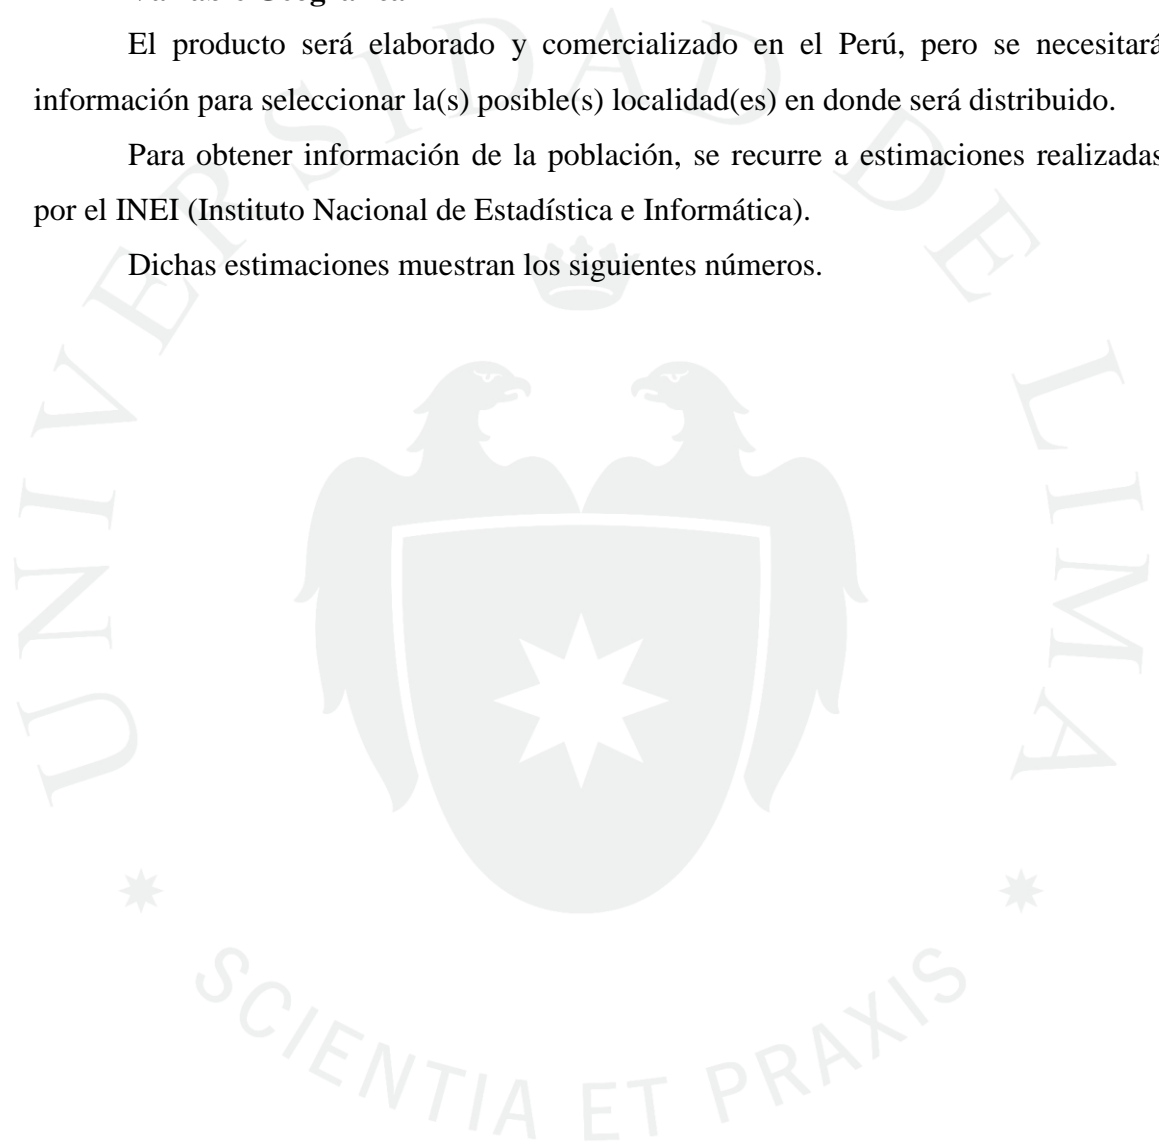 El producto será elaborado y comercializado en el Perú, pero se necesitará
información para seleccionar la(s) posible(s) localidad(es) en donde será distribuido.
Para obtener información de la población, se recurre a estimaciones realizadas
por el INEI (Instituto Nacional de Estadística e Informática).
Dichas estimaciones muestran los siguientes números.
UNIVERSIDAD DE LIMA
SCIENTIA ET PRAXIS